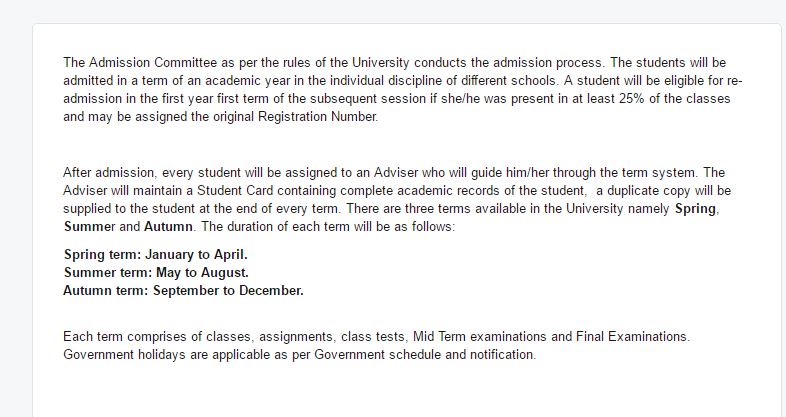 The Admission Committee as per the rules of the University conducts the admission process. The students will be
admitted in a term of an academic year in the individual discipline of different schools. A student will be eligible for re-
admission in the first year first term of the subsequent session if she/he was present in at least 25% of the classes
and may be assigned the original Registration Number.
After admission, every student will be assigned to an Adviser who will guide him/her through the term system. The
Adviser will maintain a Student Card containing complete academic records of the student,  a duplicate copy will be
supplied to the student at the end of every term. There are three terms available in the University namely Spring,
Summer and Autumn. The duration of each term will be as follows:
Spring term: January to April.
Summer term: May to August.
Autumn term: September to December.
Each term comprises of classes, assignments, class tests, Mid Term examinations and Final Examinations.
Government holidays are applicable as per Government schedule and notification.